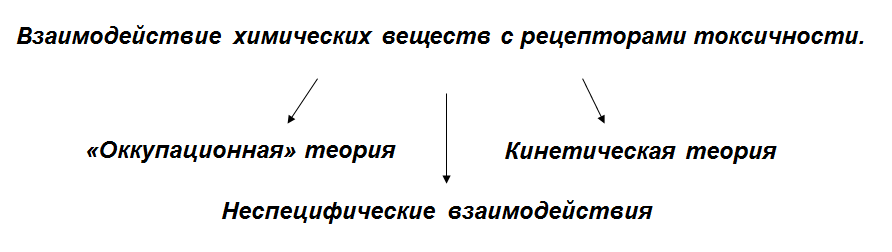 Взаимодействие химических веществ с рецепторами токсичности.
«Оккупационная» теория
Кинетическая теория
Неспецифические взаимодействия